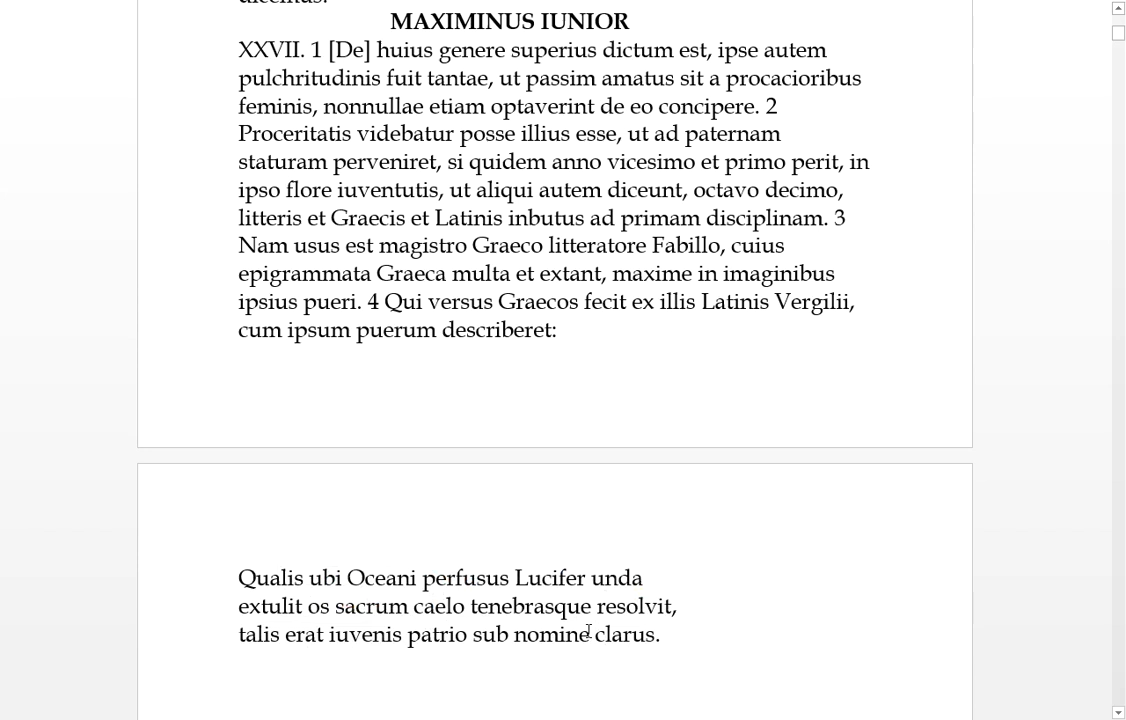 MAXIMINUS IUNIOR
XXVII. 1 [De] huius genere superius dictum est, ipse autem
pulchritudinis fuit tantae, ut passim amatus sit a procacioribus
feminis, nonnullae etiam optaverint de eo concipere. 2
Proceritatis videbatur posse illius esse, ut ad paternam
staturam perveniret, si quidem anno vicesimo et primo perit, in
ipso flore iuventutis, ut aliqui autem diceunt, octavo decimo,
litteris et Graecis et Latinis inbutus ad primam disciplinam. 3
Nam usus est magistro Graeco litteratore Fabillo, cuius
epigrammata Graeca multa et extant, maxime in imaginibus
ipsius pueri. 4 Qui versus Graecos fecit ex illis Latinis Vergilii,
cum ipsum puerum describeret:
Qualis ubi Oceani perfusus Lucifer unda
extulit os sacrum caelo tenebrasque resolvit,
talis erat iuvenis patrio sub nomine clarus.